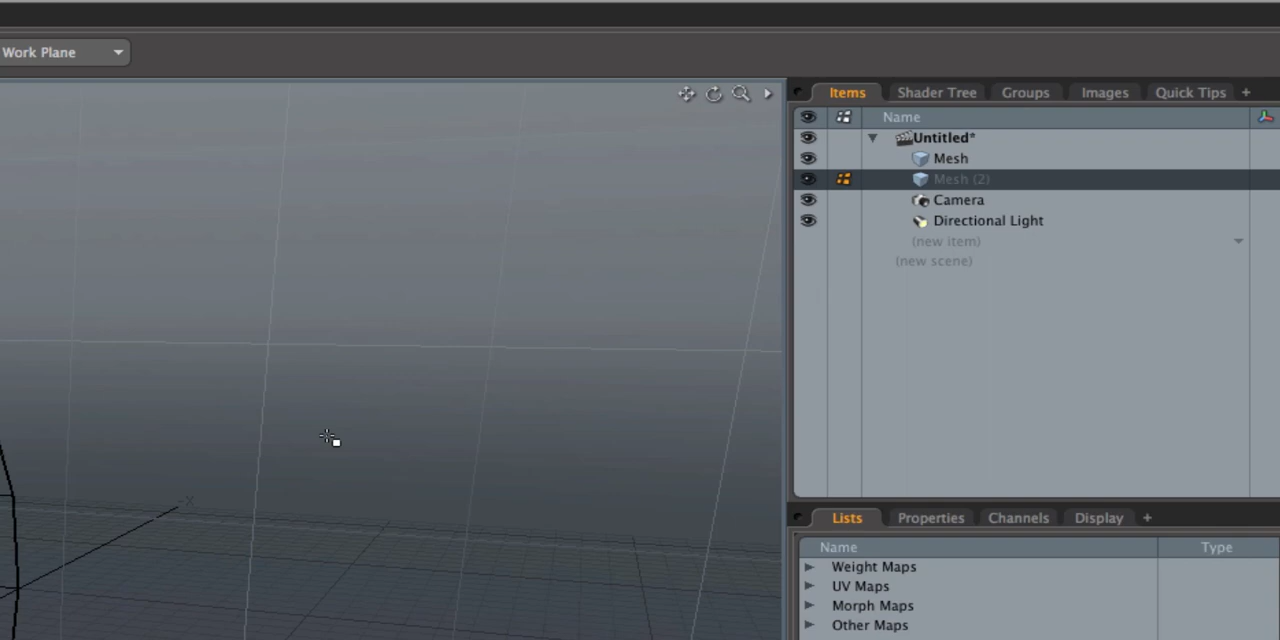 Work Plane
Items Shader Tree Groups Images Quick Tips +
Name
Untitled*
Mesh
Mesh (2)
Camera
Directional Light
(new item)
(new scene)
-X
Lists Properties Channels Display +
Name Type
Weight Maps
UV Maps
Morph Maps
Other Maps